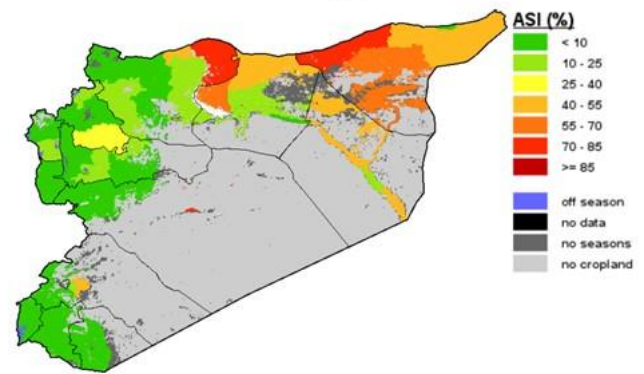 ASI (%)
< 10
10 - 25
25 - 40
40 - 55
55 - 70
70 - 85
>= 85
off season
no data
no seasons
no cropland